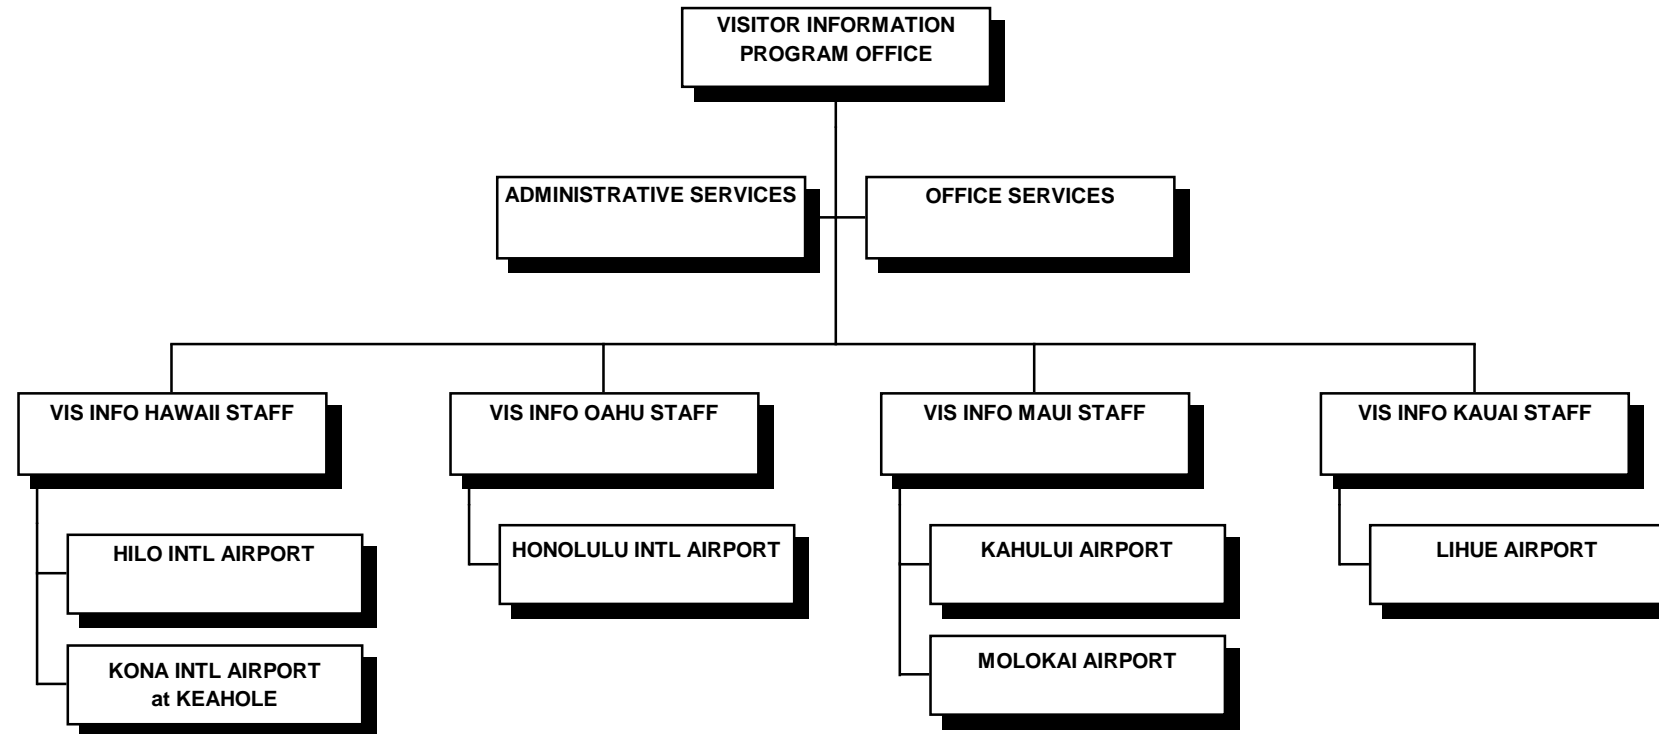 VISITOR INFORMATION
PROGRAM OFFICE
ADMINISTRATIVE SERVICES
OFFICE SERVICES
VIS INFO HAWAII STAFF
VIS INFO OAHU STAFF
VIS INFO MAUI STAFF
VIS INFO KAUAI STAFF
HILO INTL AIRPORT
HONOLULU INTL AIRPORT
KAHULUI AIRPORT
LIHUE AIRPORT
KONA INTL AIRPORT
at KEAHOLE
MOLOKAI AIRPORT